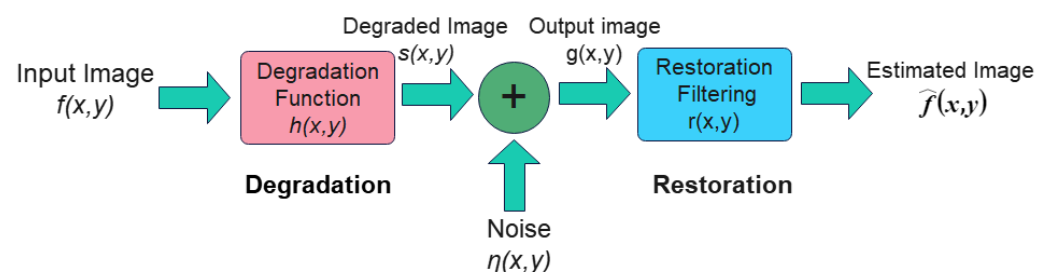 Input Image
f(x,y)
Degradation
Function
h(x,y)
Degraded Image
s(x,y)
+
Output image
g(x,y)
Restoration
Filtering
r(x,y)
Estimated Image
f̂(x,y)
Degradation
Restoration
Noise
η(x,y)